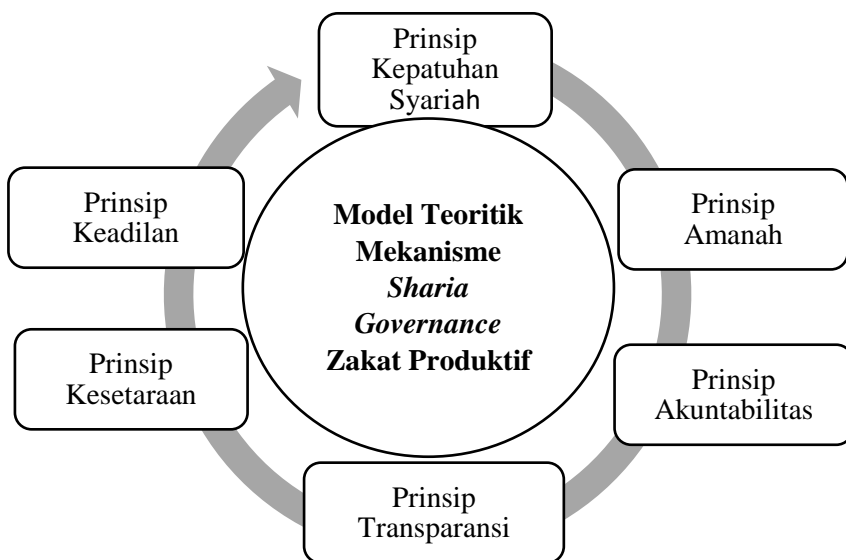 Prinsip
Kepatuhan
Syariah
Prinsip
Amanah
Prinsip
Akuntabilitas
Prinsip
Transparansi
Prinsip
Kesetaraan
Prinsip
Keadilan
Model Teoritik
Mekanisme
Sharia
Governance
Zakat Produktif